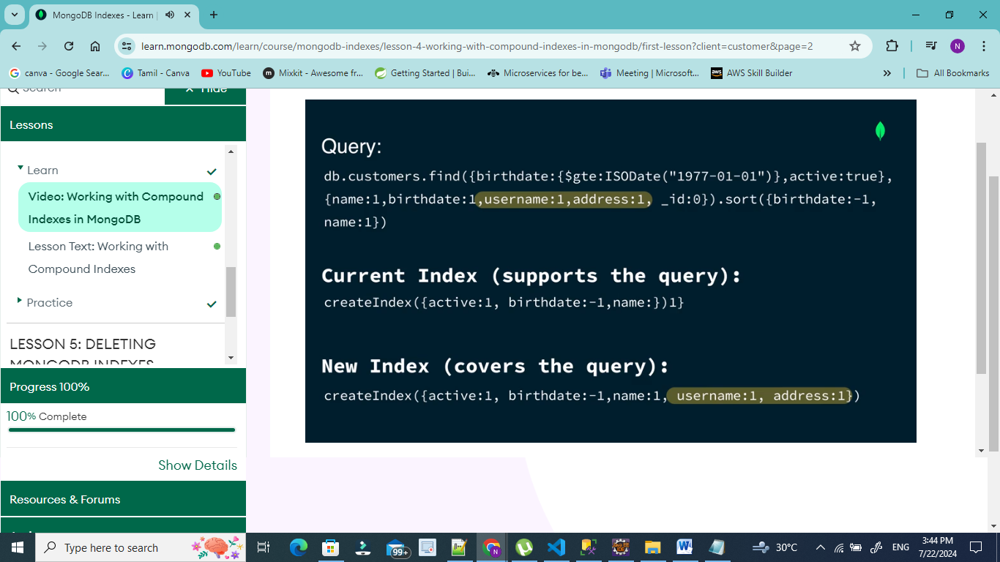 MongoDB Indexes - Learn |
learn.mongodb.com/learn/course/mongodb-indexes/lesson-4-working-with-compound-indexes-in-mongodb/first-lesson?client=customer&page=2
N
canva - Google Sear...
Tamil - Canva
YouTube
Mixkit - Awesome fr...
Getting Started | Bui...
Microservices for be...
Meeting | Microsoft...
AWS Skill Builder
All Bookmarks
Search
Hide
Lessons
Learn
Video: Working with Compound
Indexes in MongoDB
Lesson Text: Working with
Compound Indexes
Practice
LESSON 5: DELETING
MONGODB INDEXES
Progress 100%
100% Complete
Show Details
Resources & Forums
Query:
db.customers.find({birthdate:{$gte:ISODate("1977-01-01")},active:true},
{name:1,birthdate:1,username:1,address:1, _id:0}).sort({birthdate:-1,
name:1})
Current Index (supports the query):
createIndex({active:1, birthdate:-1,name:})1}
New Index (covers the query):
createIndex({active:1, birthdate:-1,name:1, username:1, address:1})
Type here to search
99+
30°C
ENG
3:44 PM
7/22/2024